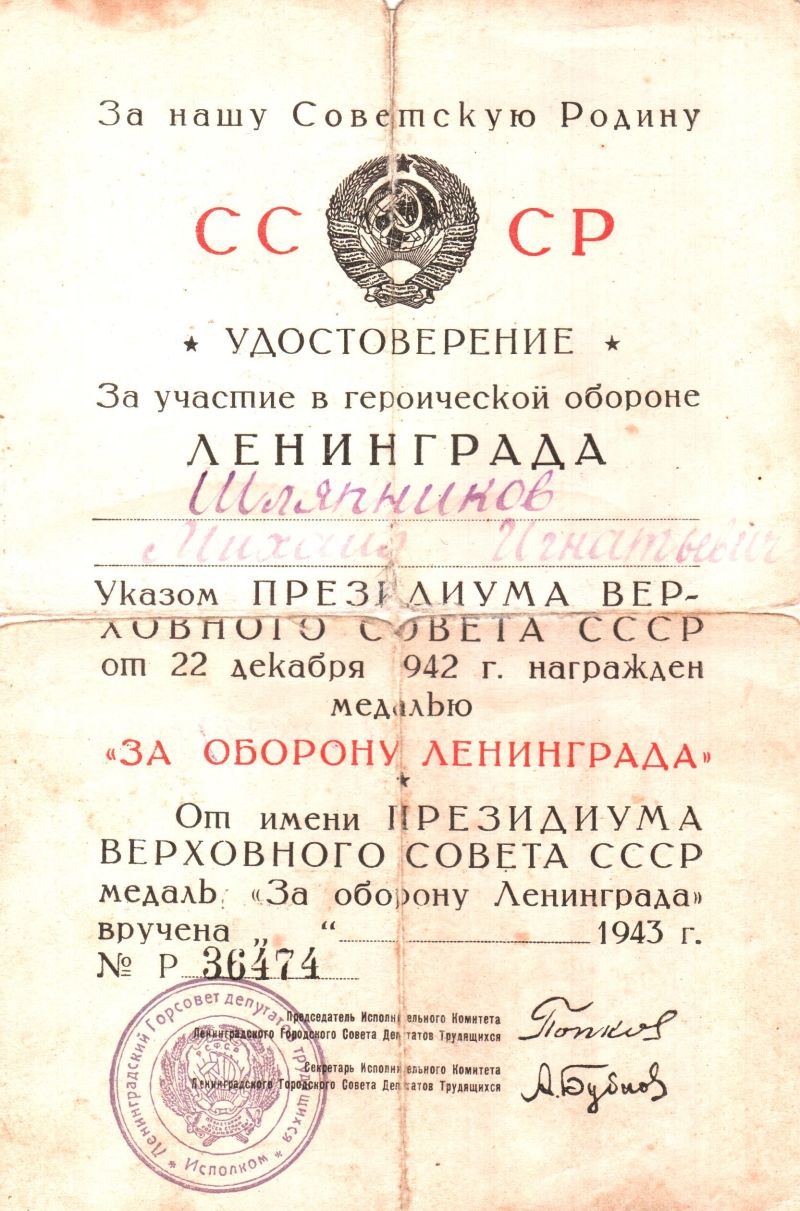 За нашу Советскую Родину
СССР
УДОСТОВЕРЕНИЕ
За участие в героической обороне
ЛЕНИНГРАДА
Шляпников
Михаил Игнатьевич
Указом ПРЕЗИДИУМА ВЕР-
ХОВНОГО СОВЕТА СССР
от 22 декабря 1942 г. награжден
медалью
«ЗА ОБОРОНУ ЛЕНИНГРАДА»
От имени ПРЕЗИДИУМА
ВЕРХОВНОГО СОВЕТА СССР
медаль «За оборону Ленинграда»
вручена „ “ 1943 г.
№ Р 36474
Председатель Исполнительного Комитета
Ленинградского Городского Совета Депутатов Трудящихся
Попков
Секретарь Исполнительного Комитета
Ленинградского Городского Совета Депутатов Трудящихся
А.Бубнов
Ленинградский Горсовет депутатов трудящихся
* Исполком *
РСФСР